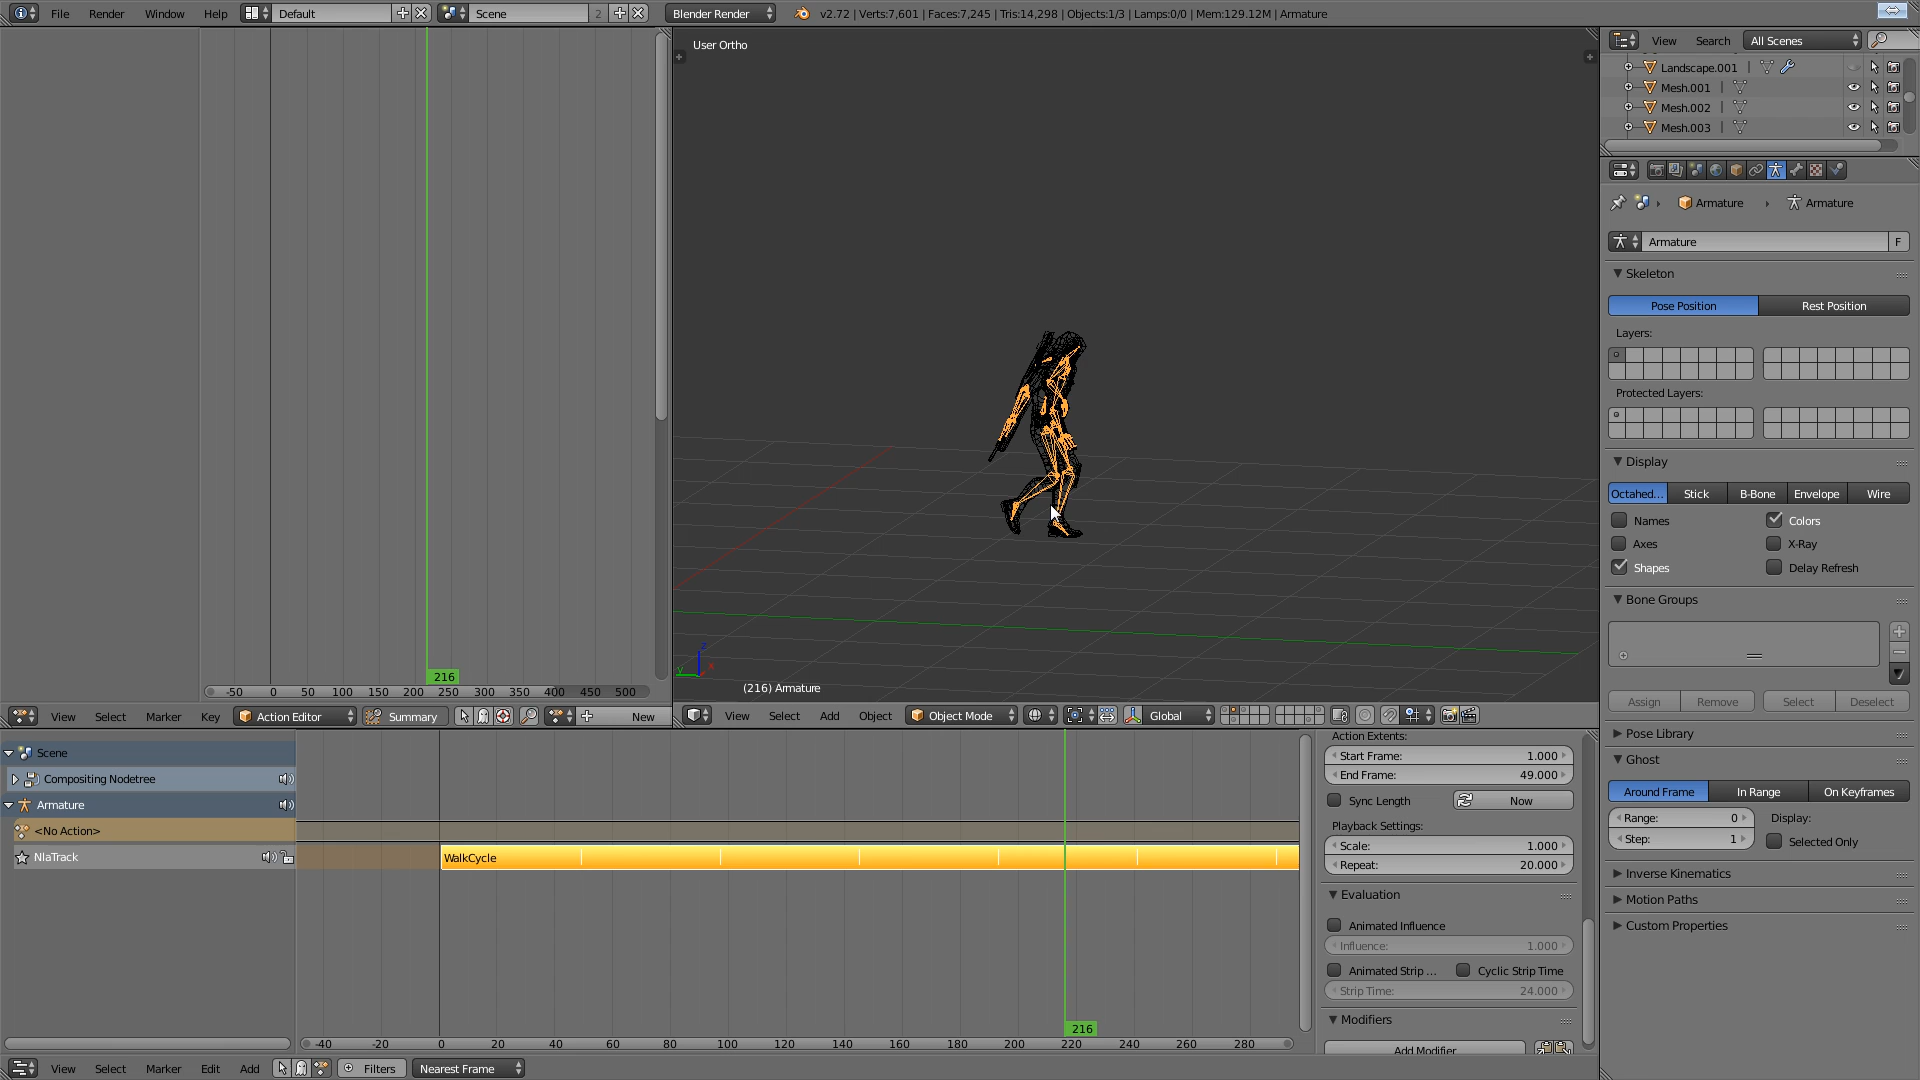 File Render Window Help Default Scene 2 Blender Render v2.72 | Verts:7,601 | Faces:7,245 | Tris:14,298 | Objects:1/3 | Lamps:0/0 | Mem:129.12M | Armature
View Search All Scenes
Landscape.001
Mesh.001
Mesh.002
Mesh.003
Armature Armature
Armature F
Skeleton
Pose Position Rest Position
Layers:
Protected Layers:
Display
Octahed... Stick B-Bone Envelope Wire
Names Colors
Axes X-Ray
Shapes Delay Refresh
Bone Groups
Assign Remove Select Deselect
Pose Library
Ghost
Around Frame In Range On Keyframes
Range: 0 Display:
Step: 1 Selected Only
Inverse Kinematics
Motion Paths
Custom Properties
User Ortho
z
y x
(216) Armature
View Select Add Object Object Mode Global
216
-50 0 50 100 150 200 250 300 350 400 450 500
View Select Marker Key Action Editor Summary New
Scene
Compositing Nodetree
Armature
<No Action>
NlaTrack
WalkCycle
216
-40 0 20 40 60 80 100 120 140 160 180 200 220 240 260 280
View Select Marker Edit Add Filters Nearest Frame
Action Extents:
Start Frame: 1.000
End Frame: 49.000
Sync Length Now
Playback Settings:
Scale: 1.000
Repeat: 20.000
Evaluation
Animated Influence
Influence: 1.000
Animated Strip ... Cyclic Strip Time
Strip Time: 24.000
Modifiers
Add Modifier